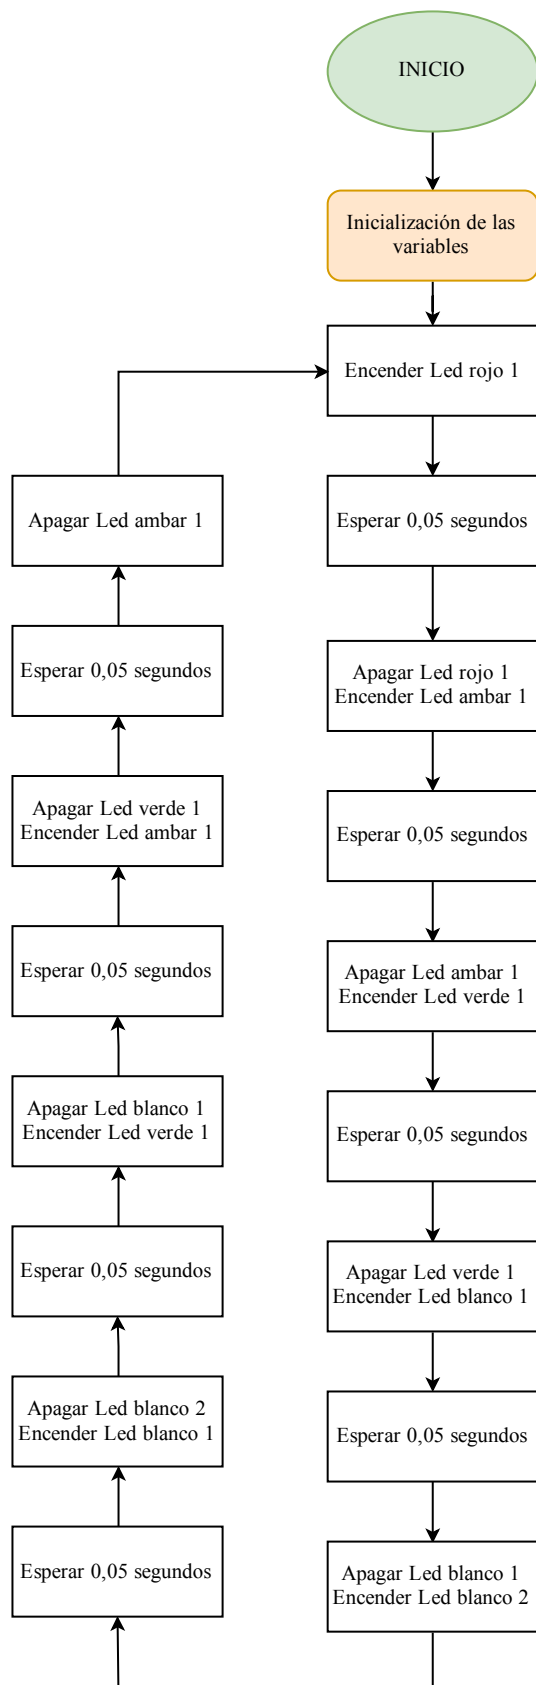 INICIO
Inicialización de las
variables
Encender Led rojo 1
Esperar 0,05 segundos
Apagar Led rojo 1
Encender Led ambar 1
Esperar 0,05 segundos
Apagar Led ambar 1
Encender Led verde 1
Esperar 0,05 segundos
Apagar Led verde 1
Encender Led blanco 1
Esperar 0,05 segundos
Apagar Led blanco 1
Encender Led blanco 2
Esperar 0,05 segundos
Apagar Led blanco 2
Encender Led blanco 1
Esperar 0,05 segundos
Apagar Led blanco 1
Encender Led verde 1
Esperar 0,05 segundos
Apagar Led verde 1
Encender Led ambar 1
Esperar 0,05 segundos
Apagar Led ambar 1